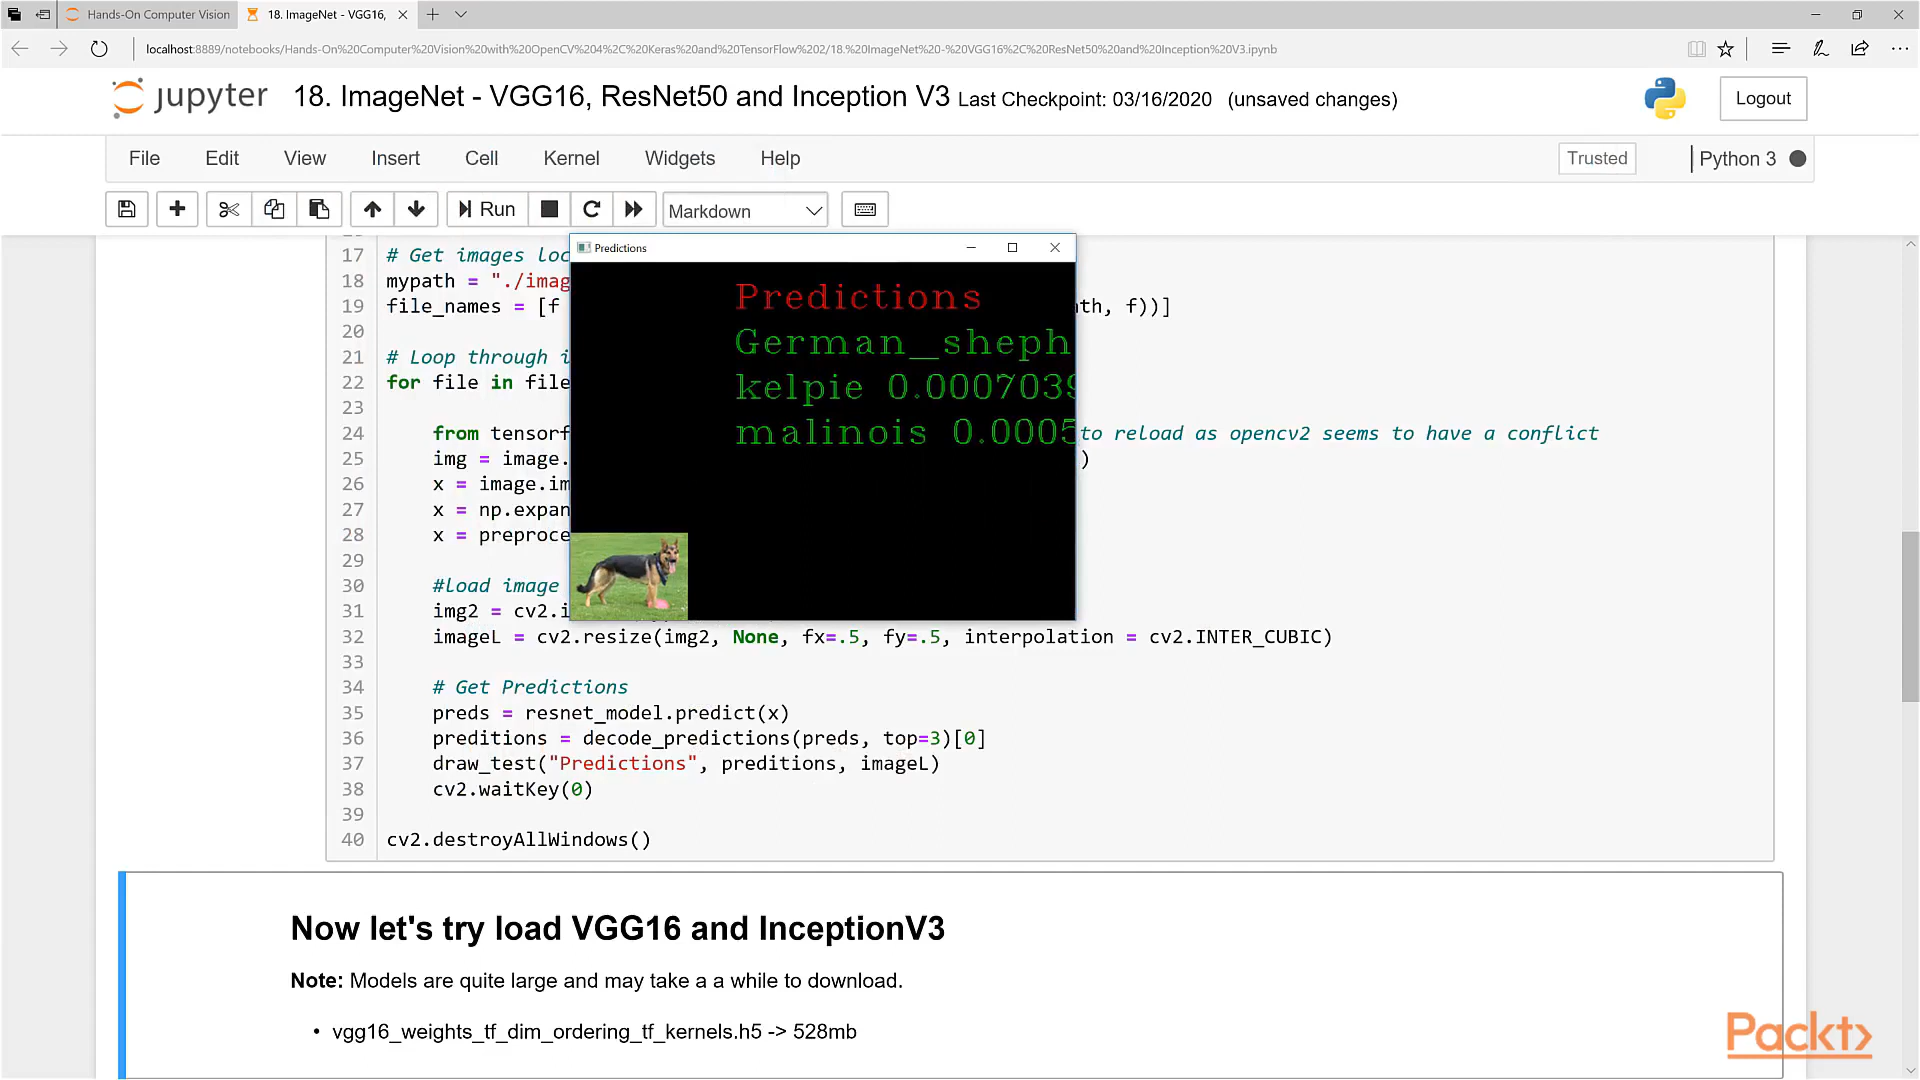 Hands-On Computer Vision
18. ImageNet - VGG16,
localhost:8889/notebooks/Hands-On%20Computer%20Vision%20with%20OpenCV%204%2C%20Keras%20and%20TensorFlow%202/18.%20ImageNet%20-%20VGG16%2C%20ResNet50%20and%20Inception%20V3.ipynb
jupyter 18. ImageNet - VGG16, ResNet50 and Inception V3 Last Checkpoint: 03/16/2020 (unsaved changes)
Logout
File Edit View Insert Cell Kernel Widgets Help Trusted Python 3
Run Markdown
Predictions
Predictions
German_sheph
kelpie 0.000703
malinois 0.0005
17 # Get images loc
18 mypath = "./imag
19 file_names = [f th, f))]
20
21 # Loop through i
22 for file in file
23
24 from tensorf to reload as opencv2 seems to have a conflict
25 img = image. )
26 x = image.im
27 x = np.expan
28 x = preproce
29
30 #load image
31 img2 = cv2.i
32 imageL = cv2.resize(img2, None, fx=.5, fy=.5, interpolation = cv2.INTER_CUBIC)
33
34 # Get Predictions
35 preds = resnet_model.predict(x)
36 preditions = decode_predictions(preds, top=3)[0]
37 draw_test("Predictions", preditions, imageL)
38 cv2.waitKey(0)
39
40 cv2.destroyAllWindows()
Now let's try load VGG16 and InceptionV3
Note: Models are quite large and may take a a while to download.
• vgg16_weights_tf_dim_ordering_tf_kernels.h5 -> 528mb
Packt>